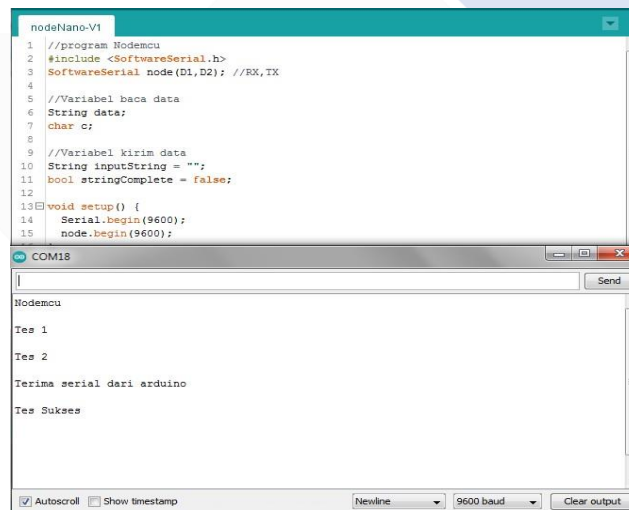 nodeNano-V1
1 //program Nodemcu
2 #include <SoftwareSerial.h>
3 SoftwareSerial node(D1,D2); //RX,TX
4
5 //Variabel baca data
6 String data;
7 char c;
8
9 //Variabel kirim data
10 String inputString = "";
11 bool stringComplete = false;
12
13 void setup() {
14 Serial.begin(9600);
15 node.begin(9600);
COM18
Send
Nodemcu
Tes 1
Tes 2
Terima serial dari arduino
Tes Sukses
Autoscroll Show timestamp Newline 9600 baud Clear output